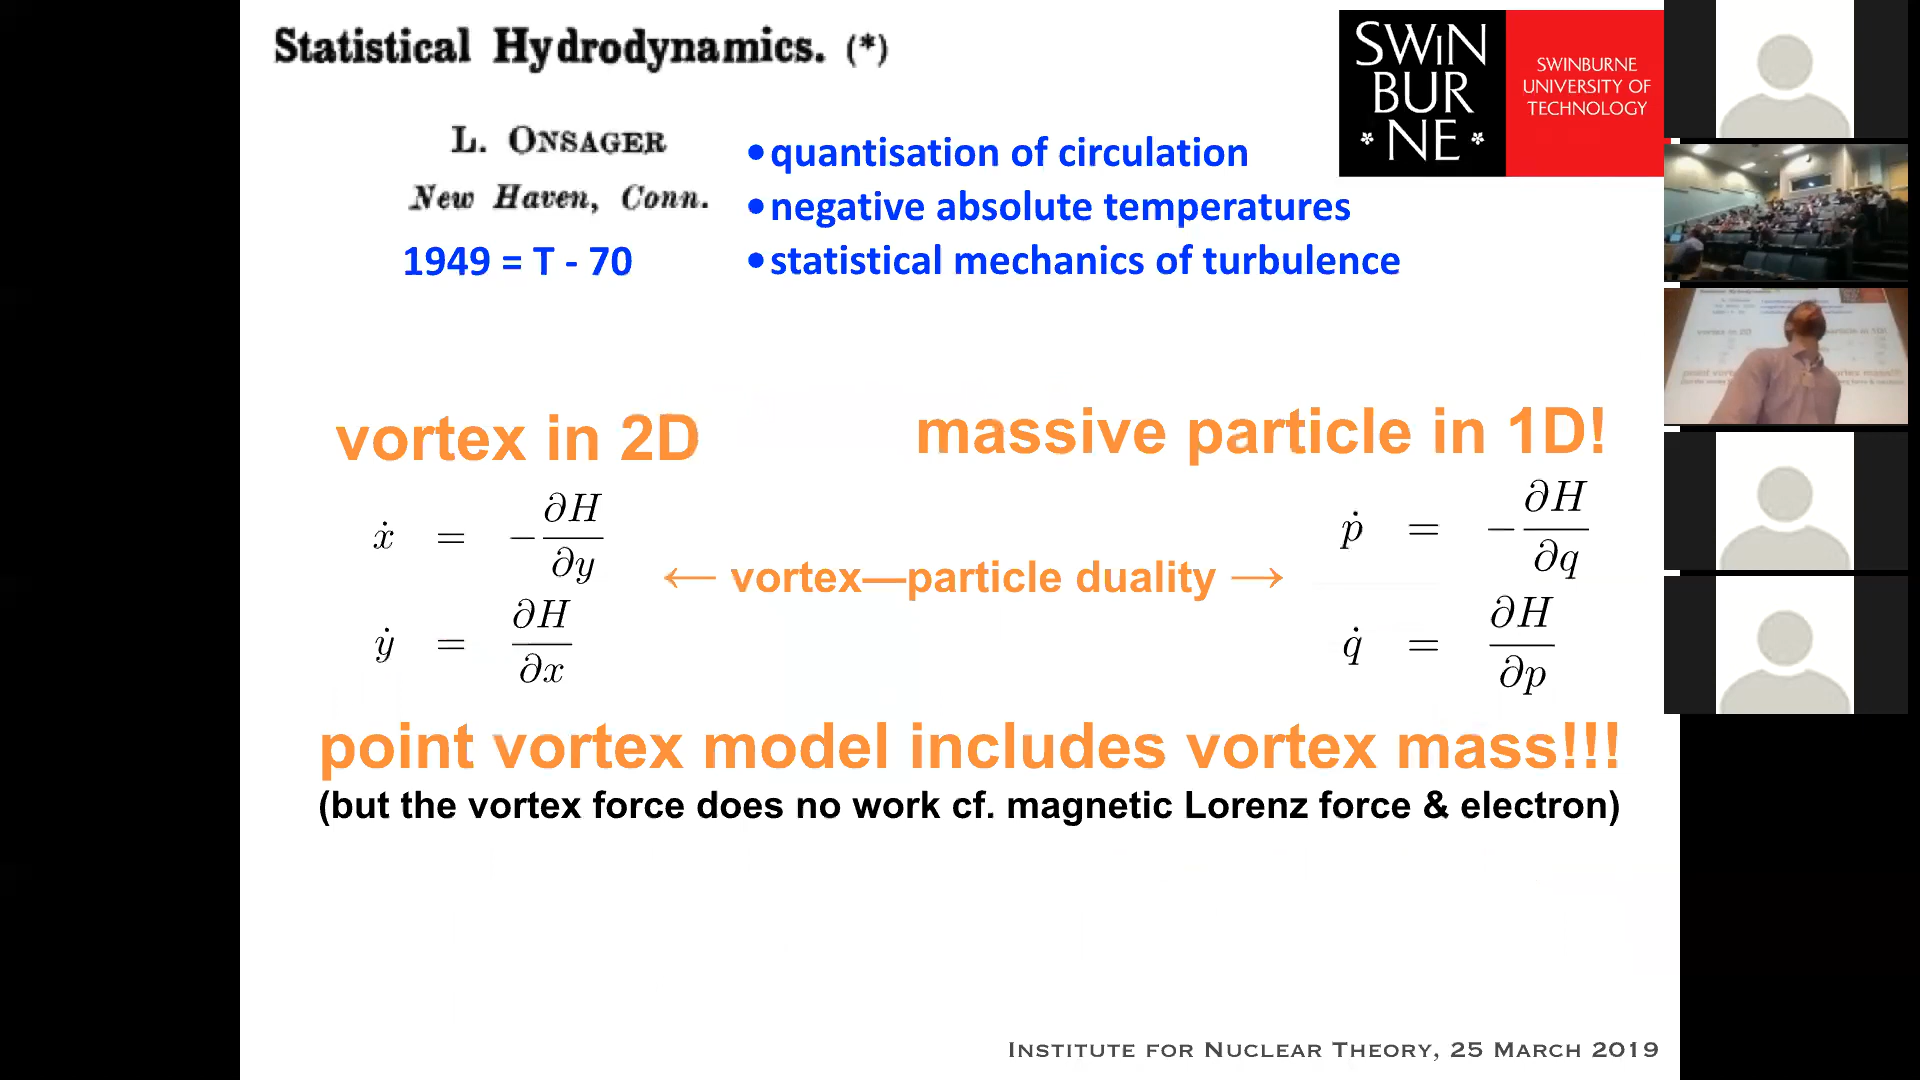 Statistical Hydrodynamics. (*)
L. ONSAGER
New Haven, Conn.
1949 = T - 70
•quantisation of circulation
•negative absolute temperatures
•statistical mechanics of turbulence
SWIN
BUR
* NE *
SWINBURNE
UNIVERSITY OF
TECHNOLOGY
vortex in 2D
massive particle in 1D!
ẋ = −∂H/∂y
ẏ = ∂H/∂x
← vortex—particle duality →
ṗ = −∂H/∂q
q̇ = ∂H/∂p
point vortex model includes vortex mass!!!
(but the vortex force does no work cf. magnetic Lorenz force & electron)
INSTITUTE FOR NUCLEAR THEORY, 25 MARCH 2019